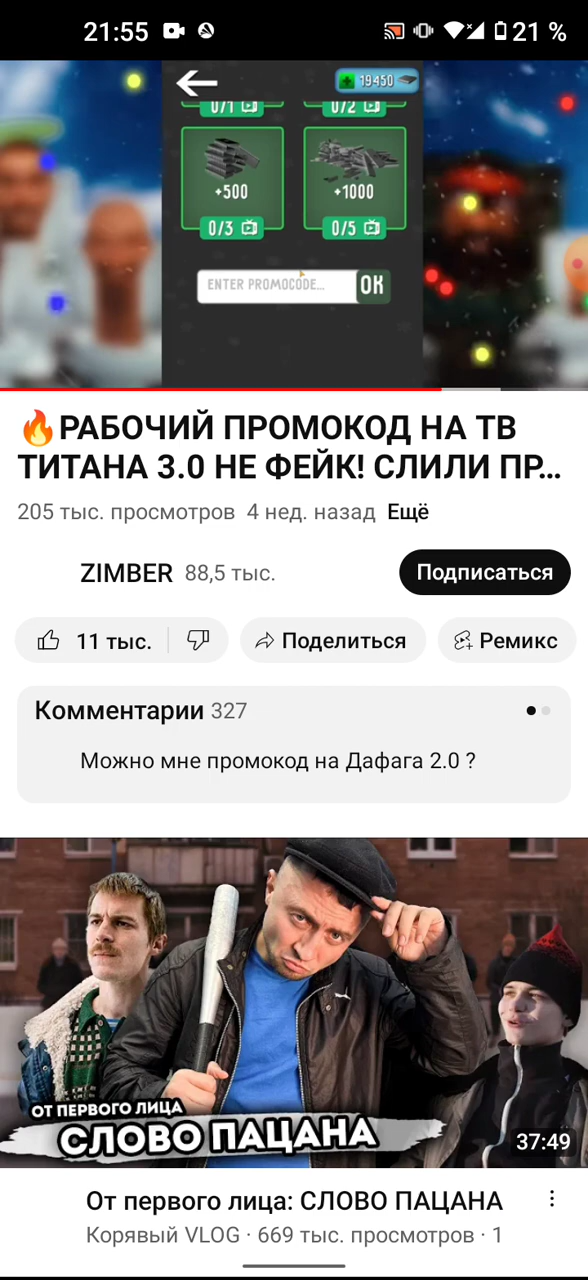 21:55
21 %
19450
0/1
0/2
+500
+1000
0/3
0/5
ENTER PROMOCODE...
OK
🔥РАБОЧИЙ ПРОМОКОД НА ТВ
ТИТАНА 3.0 НЕ ФЕЙК! СЛИЛИ ПР...
205 тыс. просмотров 4 нед. назад Ещё
ZIMBER 88,5 тыс.
Подписаться
11 тыс.
Поделиться
Ремикс
Комментарии 327
Можно мне промокод на Дафага 2.0 ?
ОТ ПЕРВОГО ЛИЦА
СЛОВО ПАЦАНА
37:49
От первого лица: СЛОВО ПАЦАНА
Корявый VLOG · 669 тыс. просмотров · 1